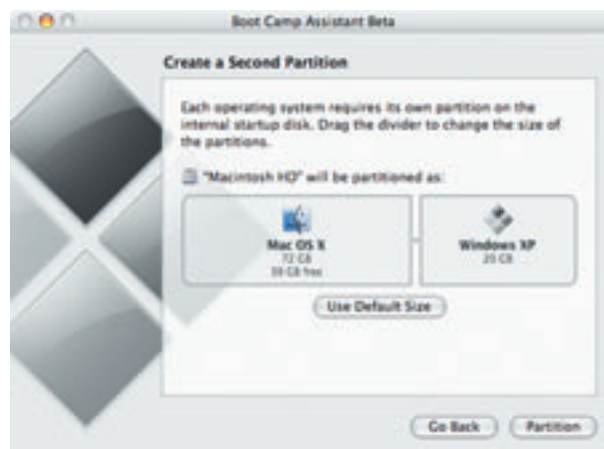 Boot Camp Assistant Beta
Create a Second Partition
Each operating system requires its own partition on the
internal startup disk. Drag the divider to change the size of
the partitions.
"Macintosh HD" will be partitioned as:
Mac OS X
72 GB
free
Windows XP
GB
Use Default Size
Go Back
Partition